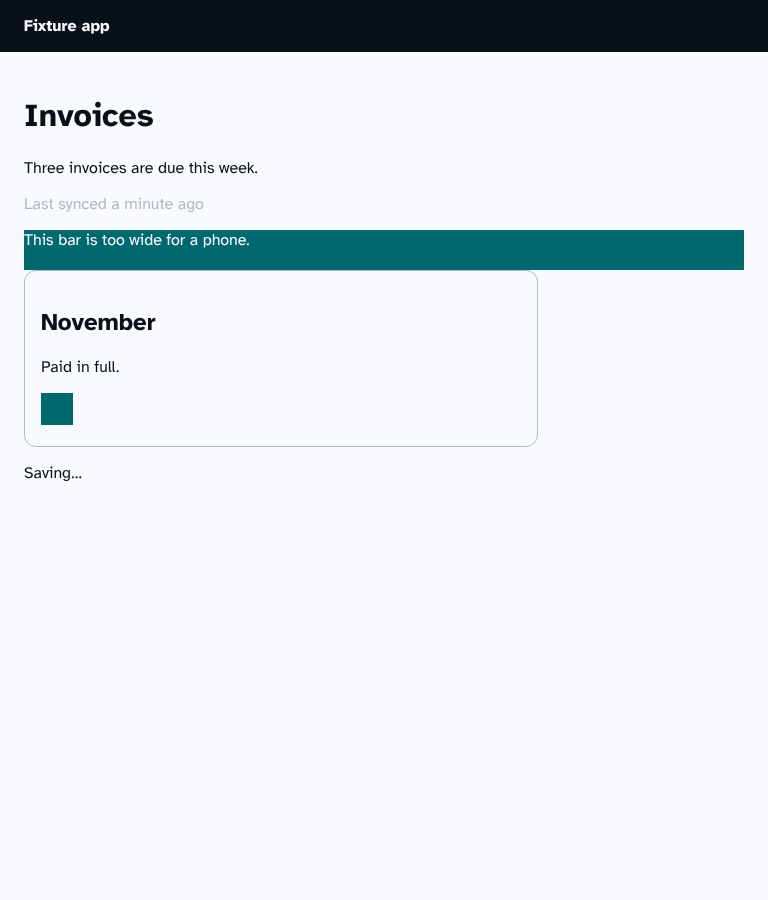 Fixture app
Invoices
Three invoices are due this week.
Last synced a minute ago
This bar is too wide for a phone.
November
Paid in full.
Saving…